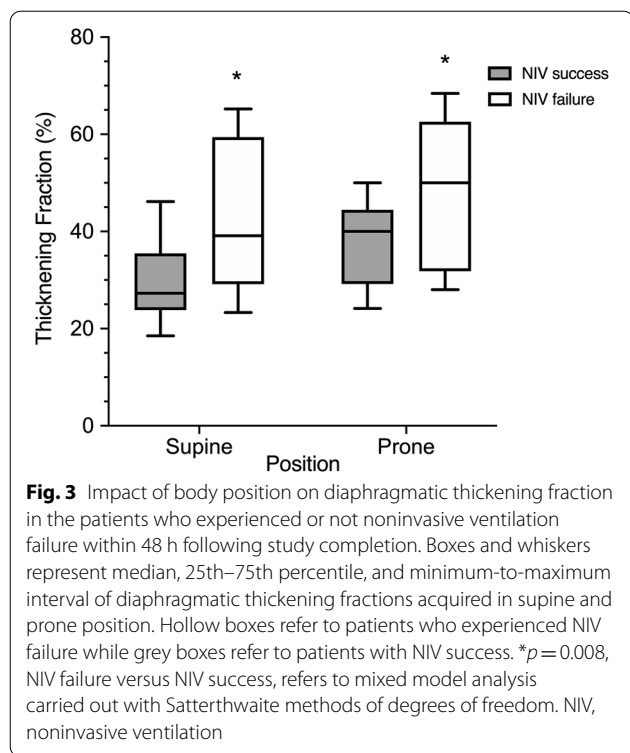 80
60
40
20
0
Thicknening Fraction (%)
*
*
NIV success
NIV failure
Supine
Prone
Position
Fig. 3 Impact of body position on diaphragmatic thickening fraction
in the patients who experienced or not noninvasive ventilation
failure within 48 h following study completion. Boxes and whiskers
represent median, 25th–75th percentile, and minimum-to-maximum
interval of diaphragmatic thickening fractions acquired in supine and
prone position. Hollow boxes refer to patients who experienced NIV
failure while grey boxes refer to patients with NIV success. *p = 0.008,
NIV failure versus NIV success, refers to mixed model analysis
carried out with Satterthwaite methods of degrees of freedom. NIV,
noninvasive ventilation